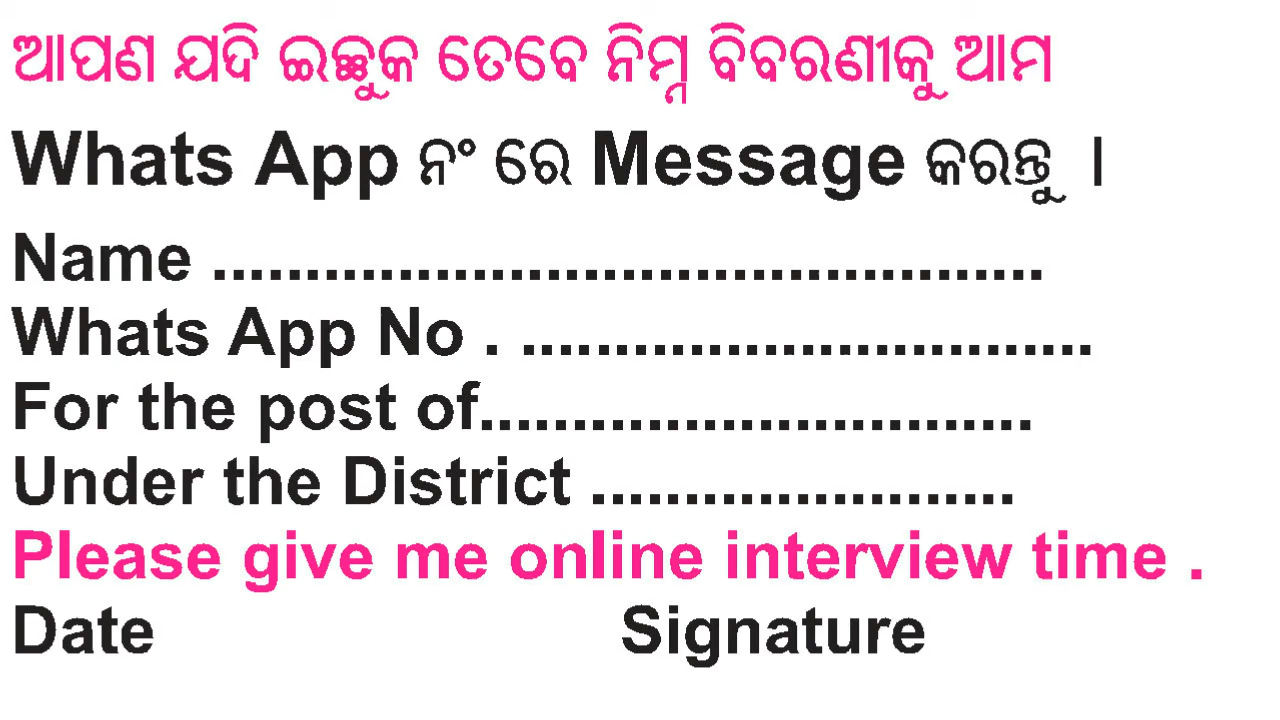 ଆପଣ ଯଦି ଇଚ୍ଛୁକ ତେବେ ନିମ୍ନ ବିବରଣୀକୁ ଆମ
Whats App ନଂ ରେ Message କରନ୍ତୁ ।
Name .............................................
Whats App No . ...............................
For the post of..............................
Under the District .......................
Please give me online interview time .
Date Signature